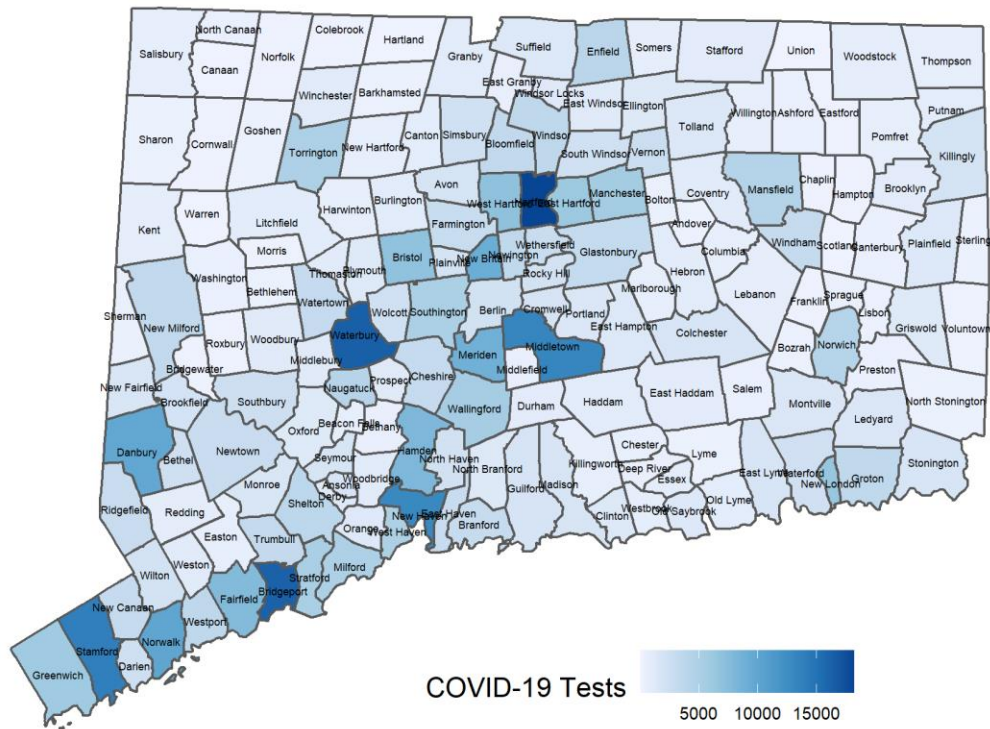 North Canaan
Colebrook
Hartland
Suffield
Enfield
Somers
Stafford
Union
Woodstock
Thompson
Salisbury
Norfolk
Granby
Canaan
East Granby
Windsor Locks
Winchester
Barkhamsted
East Windsor
Ellington
Putnam
Willington
Ashford
Eastford
Pomfret
Sharon
Cornwall
Goshen
Torrington
New Hartford
Canton
Simsbury
Bloomfield
Windsor
South Windsor
Vernon
Tolland
Killingly
Avon
West Hartford
Hartford
East Hartford
Manchester
Bolton
Coventry
Mansfield
Chaplin
Hampton
Brooklyn
Kent
Warren
Litchfield
Harwinton
Burlington
Farmington
Andover
Columbia
Windham
Scotland
Canterbury
Plainfield
Sterling
Morris
Washington
Bethlehem
Thomaston
Plymouth
Bristol
Plainville
New Britain
Newington
Wethersfield
Glastonbury
Rocky Hill
Hebron
Marlborough
Lebanon
Franklin
Sprague
Lisbon
Griswold
Voluntown
Sherman
New Milford
Roxbury
Woodbury
Watertown
Wolcott
Southington
Berlin
Cromwell
Portland
East Hampton
Colchester
Bozrah
Norwich
Preston
Bridgewater
Waterbury
Middlebury
Meriden
Middletown
Middlefield
New Fairfield
Brookfield
Southbury
Naugatuck
Prospect
Cheshire
Wallingford
Durham
Haddam
East Haddam
Salem
Montville
Ledyard
North Stonington
Danbury
Bethel
Newtown
Oxford
Beacon Falls
Bethany
Hamden
North Haven
North Branford
Guilford
Madison
Killingworth
Chester
Deep River
Essex
Lyme
East Lyme
Waterford
New London
Groton
Stonington
Ridgefield
Redding
Monroe
Seymour
Ansonia
Derby
Woodbridge
Shelton
Orange
New Haven
East Haven
West Haven
Branford
Clinton
Westbrook
Old Saybrook
Old Lyme
Easton
Trumbull
Stratford
Milford
Wilton
Weston
Fairfield
Bridgeport
New Canaan
Westport
Norwalk
Greenwich
Stamford
Darien
COVID-19 Tests
5000 10000 15000